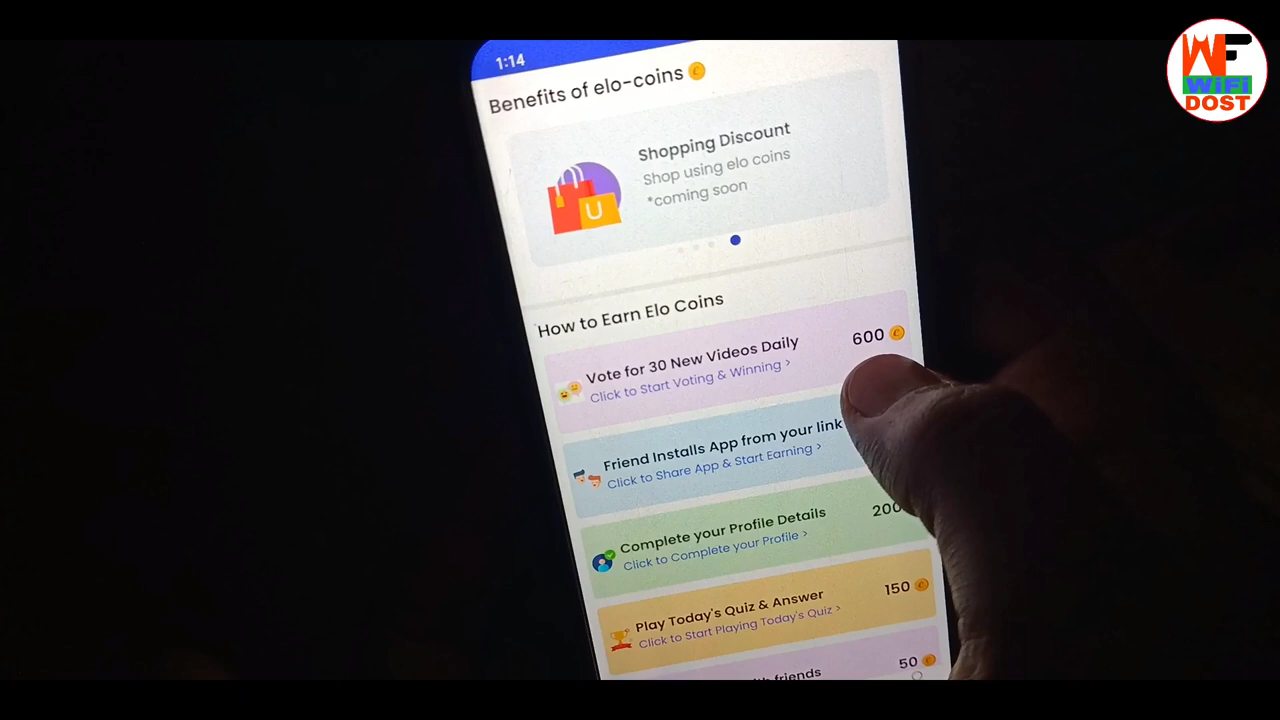 1:14
Benefits of elo-coins
Shopping Discount
Shop using elo coins
*coming soon
U
How to Earn Elo Coins
Vote for 30 New Videos Daily
600
Click to Start Voting & Winning >
Friend Installs App from your link
Click to Share App & Start Earning >
Complete your Profile Details
200
Click to Complete your Profile >
Play Today's Quiz & Answer
150
Click to Start Playing Today's Quiz >
friends
50
WF
WiFi
DOST